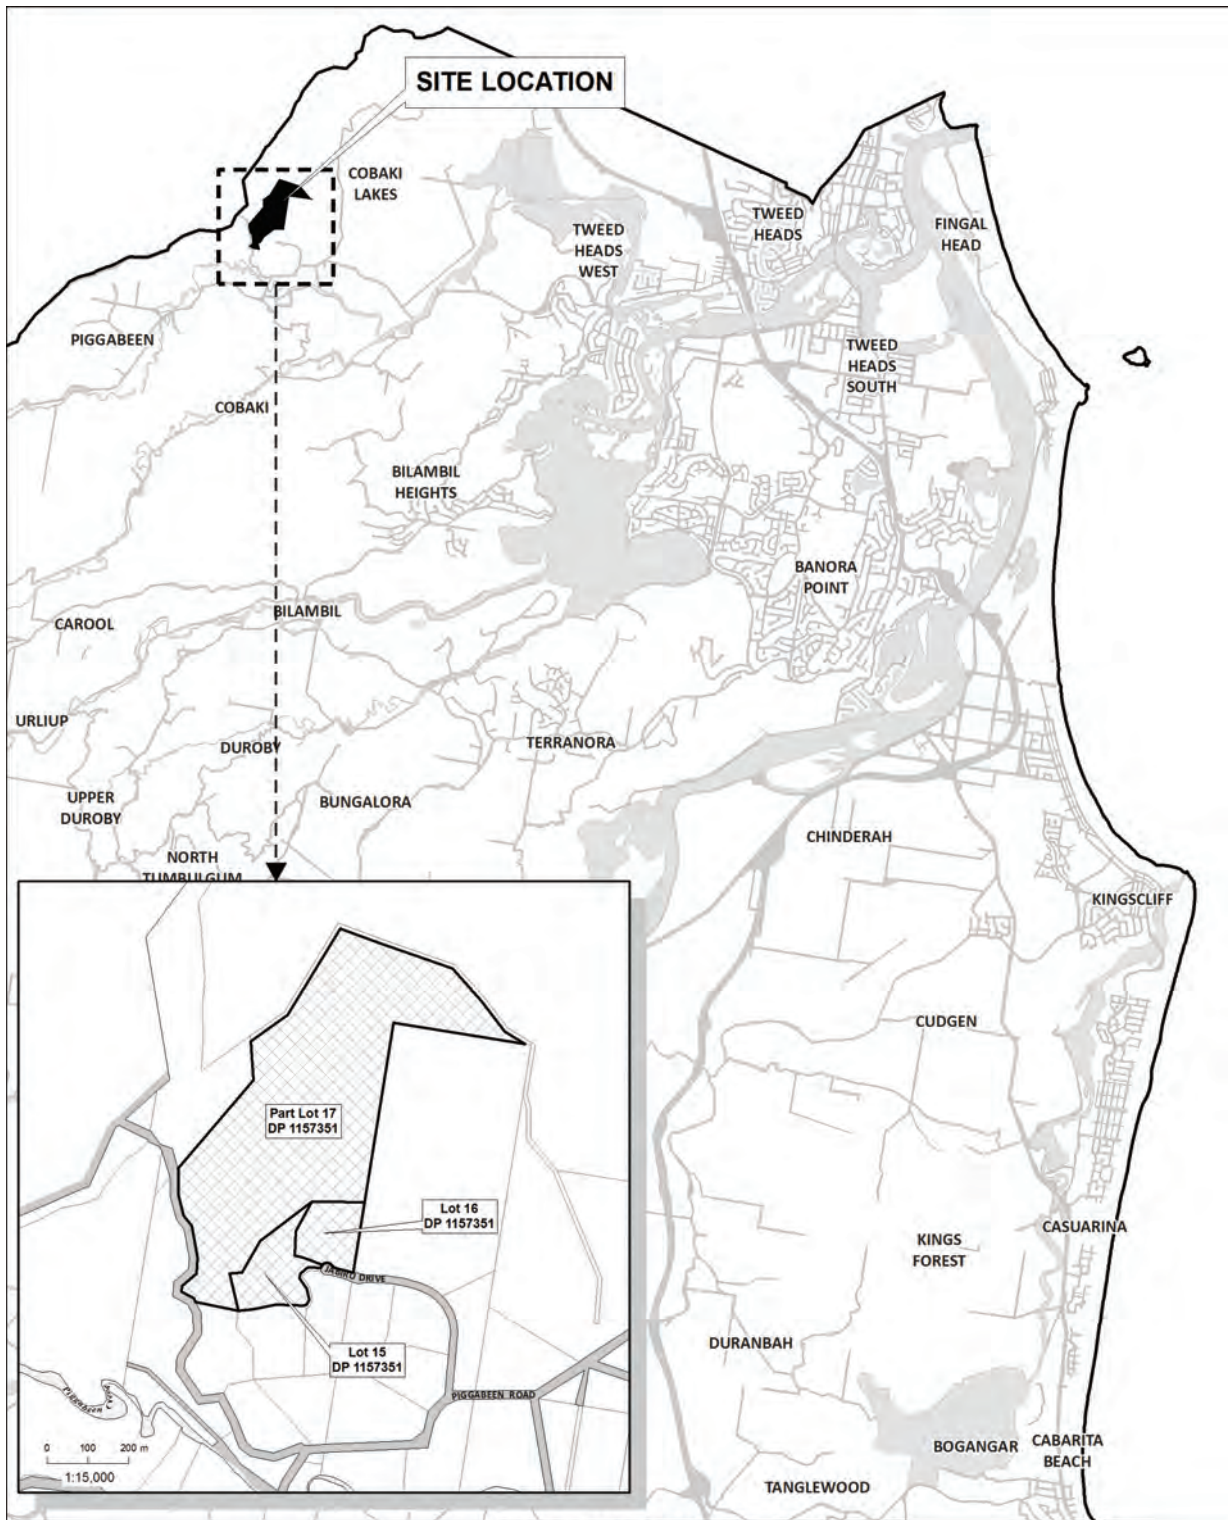 SITE LOCATION
COBAKI
LAKES
TWEED
HEADS
WEST
TWEED
HEADS
FINGAL
HEAD
PIGGABEEN
TWEED
HEADS
SOUTH
COBAKI
BILAMBIL
HEIGHTS
BANORA
POINT
CAROOL
BILAMBIL
URLIUP
DUROBY
TERRANORA
UPPER
DUROBY
BUNGALORA
CHINDERAH
NORTH
TUMBULGUM
KINGSCLIFF
CUDGEN
CASUARINA
KINGS
FOREST
DURANBAH
BOGANGAR
CABARITA
BEACH
TANGLEWOOD
Part Lot 17
DP 1157351
Lot 16
DP 1157351
JABIRO DRIVE
Lot 15
DP 1157351
PIGGABEEN ROAD
Piggabeen
0 100 200 m
1:15,000